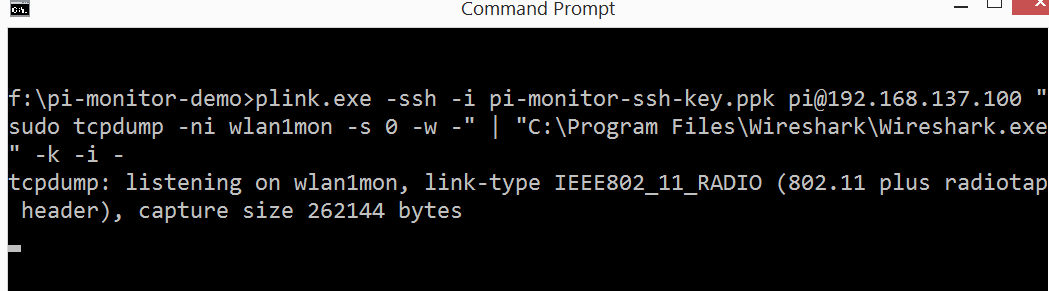 Command Prompt
f:\pi-monitor-demo>plink.exe -ssh -i pi-monitor-ssh-key.ppk pi@192.168.137.100 "
sudo tcpdump -ni wlan1mon -s 0 -w -" | "C:\Program Files\Wireshark\Wireshark.exe
" -k -i -
tcpdump: listening on wlan1mon, link-type IEEE802_11_RADIO (802.11 plus radiotap
 header), capture size 262144 bytes